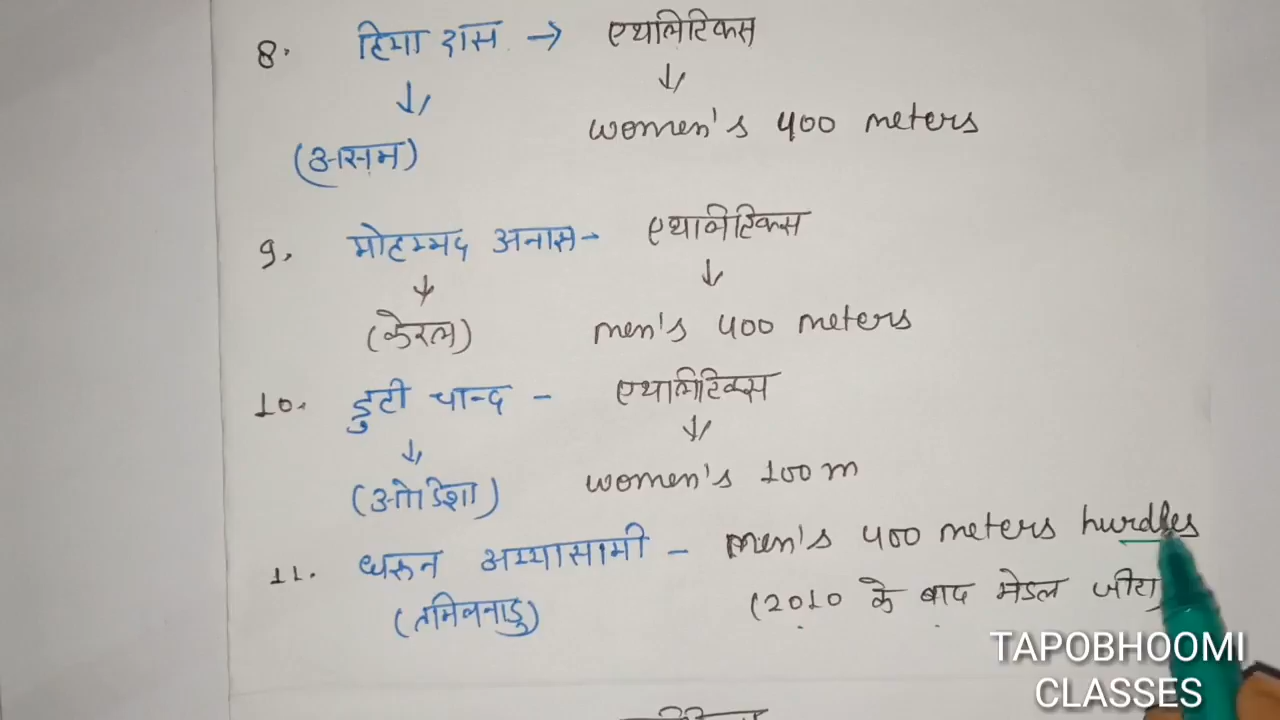 8. हिमा दास → एथलिटिक्स
↓ ↓
(असम) women's 400 meters
9. मोहम्मद अनास - एथलिटिक्स
↓ ↓
(केरल) men's 400 meters
10. डुटी चान्द - एथलिटिक्स
↓ ↓
(ओडिशा) women's 100 m
11. धरुन अय्यासामी - men's 400 meters hurdles
(तमिलनाडु) (2010 के बाद मेडल जीता)
TAPOBHOOMI
CLASSES